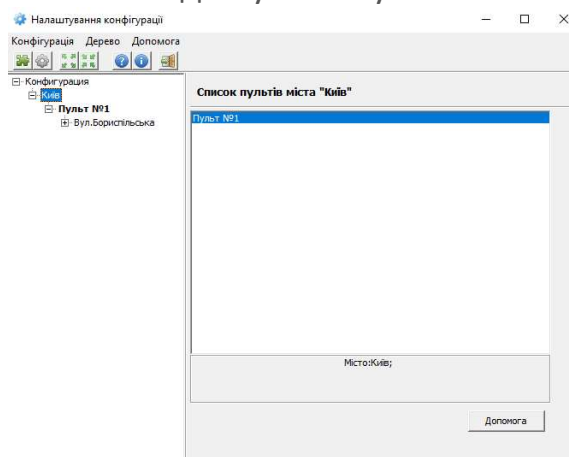 Налаштування конфігурації
Конфігурація Дерево Допомога
Конфигурация
Київ
Пульт №1
Вул.Бориспільська
Список пультів міста "Київ"
Пульт №1
Місто:Київ;
Допомога